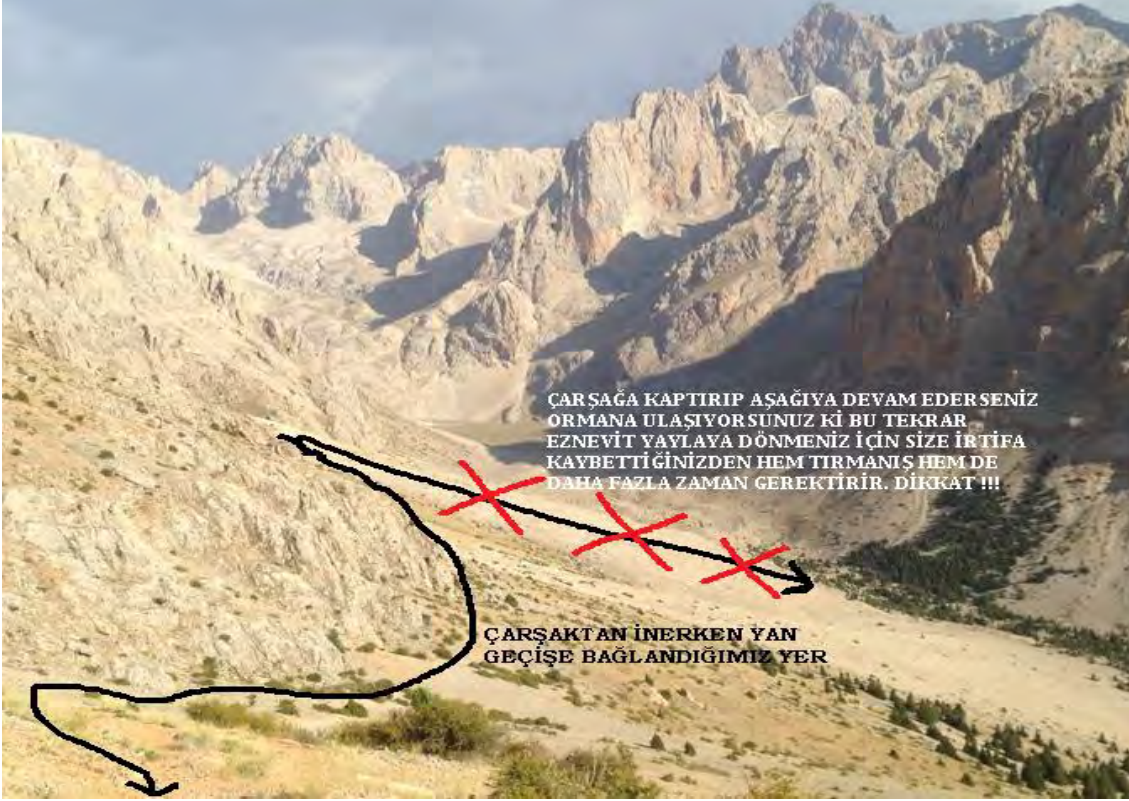 ÇARŞAĞA KAPTIRIP AŞAĞIYA DEVAM EDERSENİZ
ORMANA ULAŞIYORSUNUZ Kİ BU TEKRAR
EZNEVİT YAYLAYA DÖNMENİZ İÇİN SİZE İRTİFA
KAYBETTİĞİNİZDEN HEM TIRMANIŞ HEM DE
DAHA FAZLA ZAMAN GEREKTİRİR. DİKKAT !!!
ÇARŞAKTAN İNERKEN YAN
GEÇİŞE BAĞLANDIĞIMIZ YER